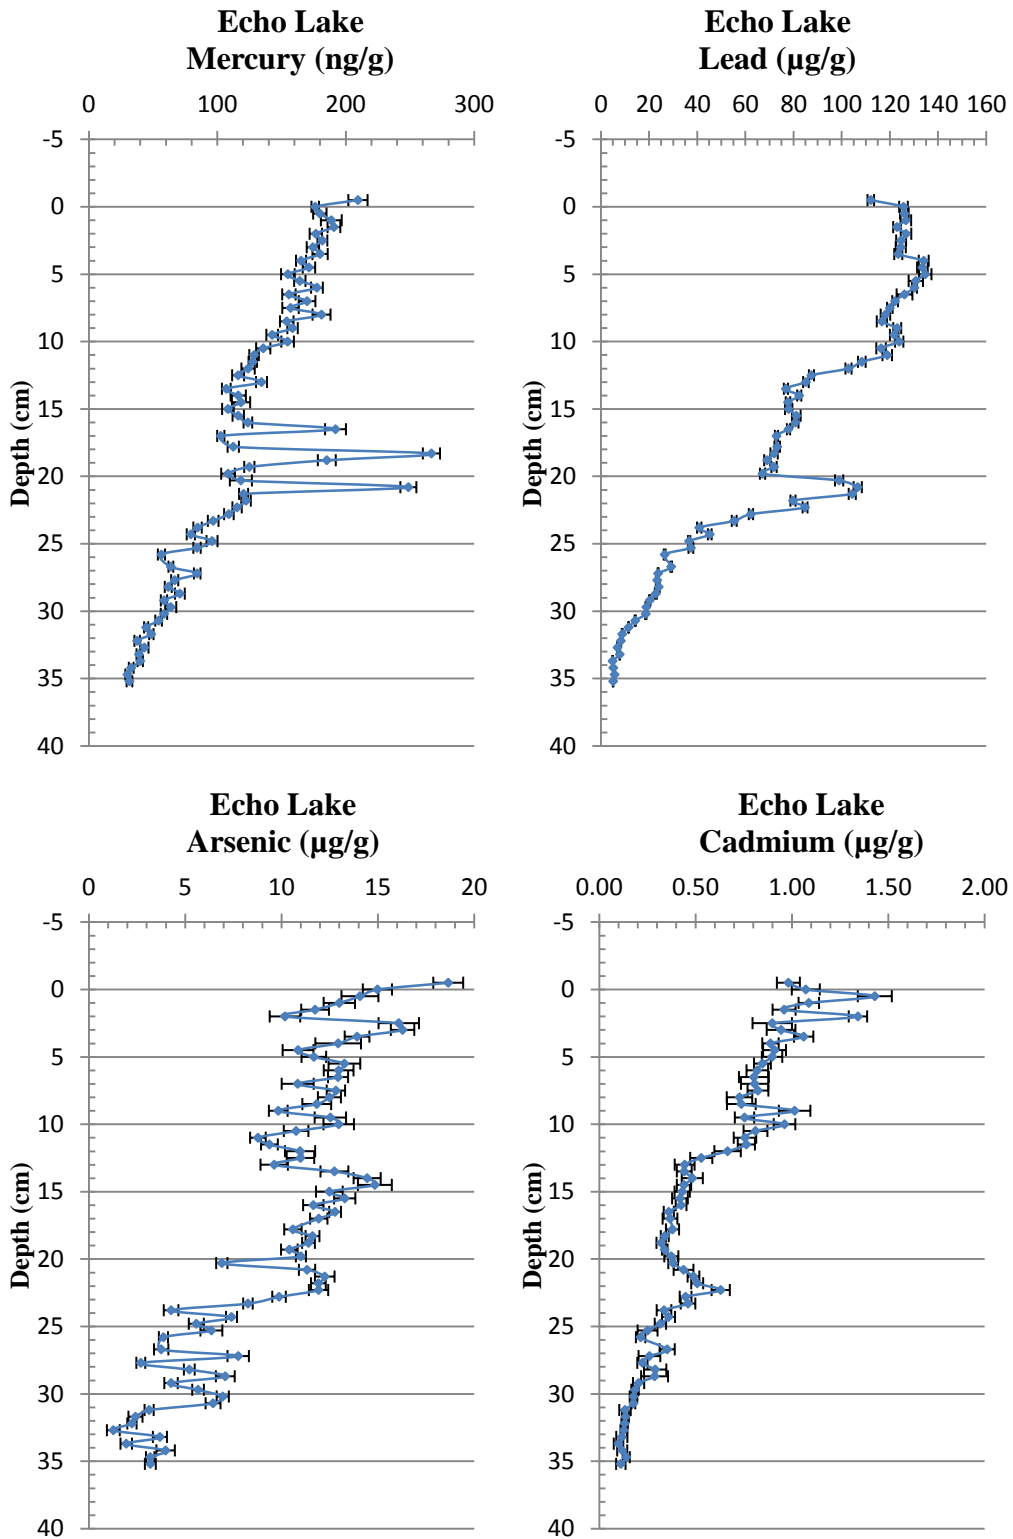 Echo Lake
Mercury (ng/g)
0 100 200 300
-5
0
5
10
15
20
25
30
35
40
Depth (cm)
Echo Lake
Lead (µg/g)
0 20 40 60 80 100 120 140 160
-5
0
5
10
15
20
25
30
35
40
Depth (cm)
Echo Lake
Arsenic (µg/g)
0 5 10 15 20
-5
0
5
10
15
20
25
30
35
40
Depth (cm)
Echo Lake
Cadmium (µg/g)
0.00 0.50 1.00 1.50 2.00
-5
0
5
10
15
20
25
30
35
40
Depth (cm)